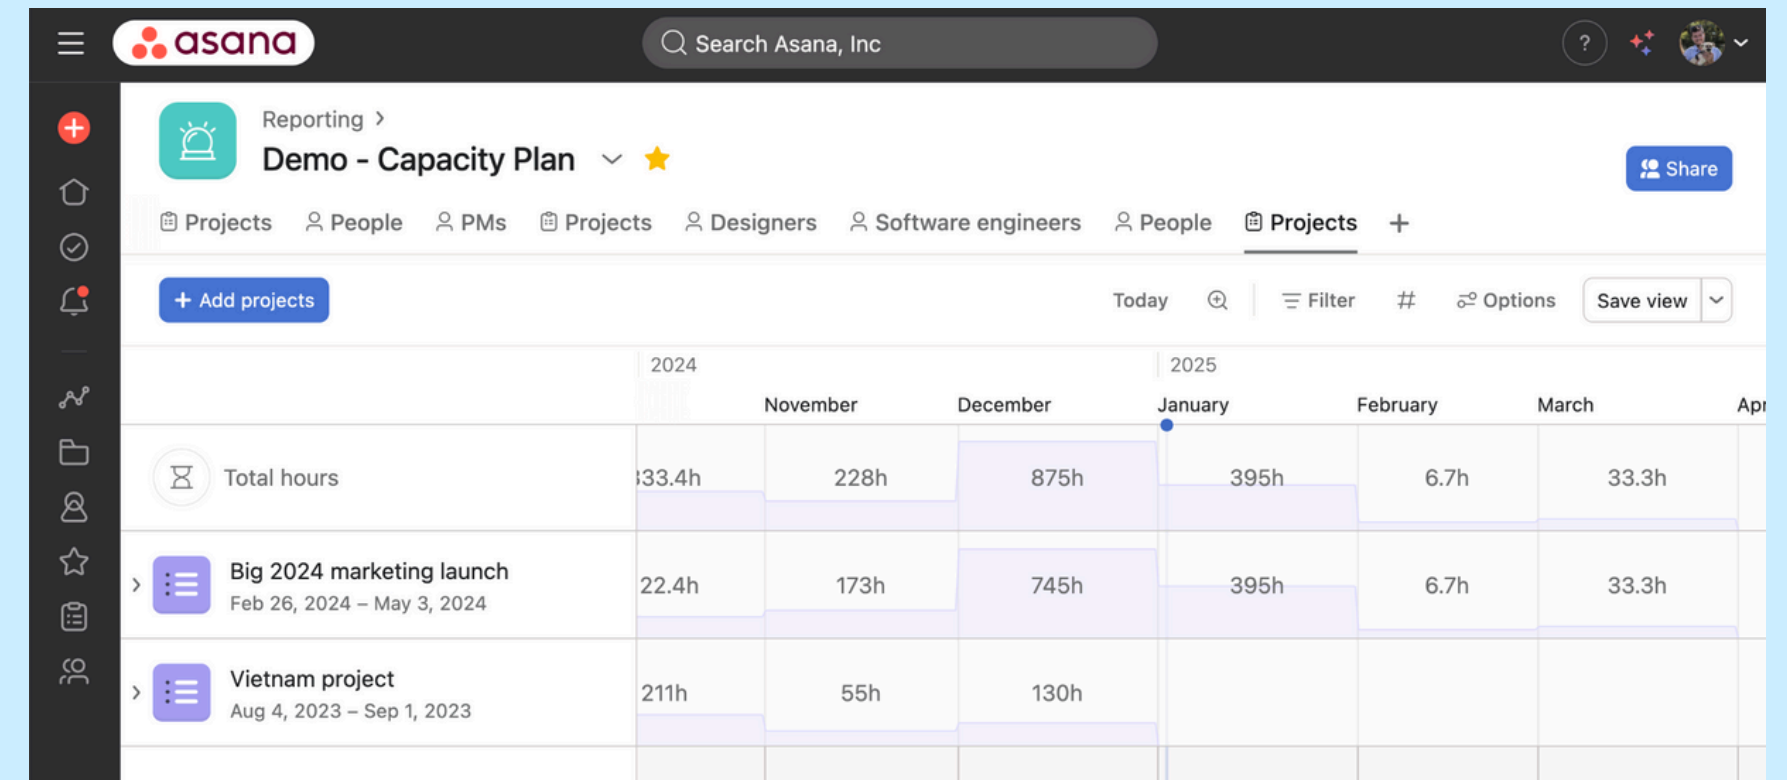 asana
Search Asana, Inc
?
Reporting >
Demo - Capacity Plan
Share
Projects People PMs Projects Designers Software engineers People Projects +
+ Add projects
Today Filter # Options Save view
2024 2025
November December January February March
Total hours 228h 875h 395h 6.7h 33.3h
Big 2024 marketing launch
Feb 26, 2024 – May 3, 2024
22.4h 173h 745h 395h 6.7h 33.3h
Vietnam project
Aug 4, 2023 – Sep 1, 2023
211h 55h 130h